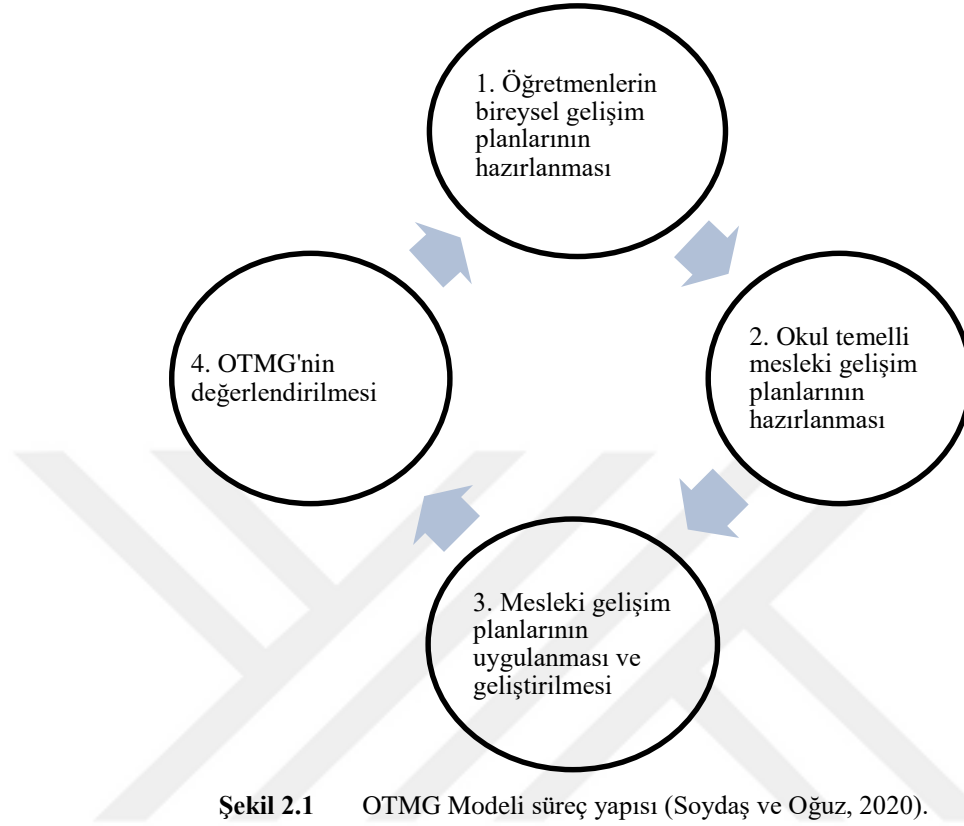 1. Öğretmenlerin
bireysel gelişim
planlarının
hazırlanması
2. Okul temelli
mesleki gelişim
planlarının
hazırlanması
3. Mesleki gelişim
planlarının
uygulanması ve
geliştirilmesi
4. OTMG'nin
değerlendirilmesi
Şekil 2.1 OTMG Modeli süreç yapısı (Soydaş ve Oğuz, 2020).